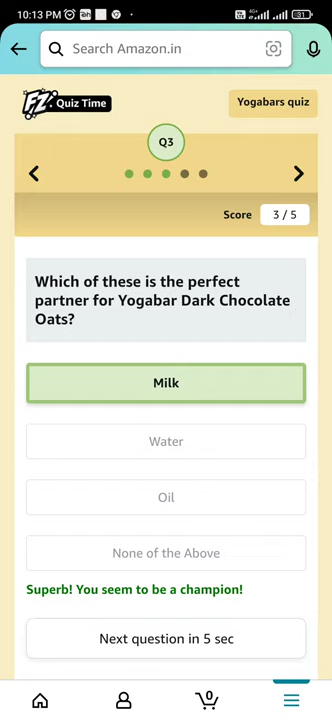 10:13 PM
4G+
31
Search Amazon.in
FZ Quiz Time
Yogabars quiz
Q3
Score 3 / 5
Which of these is the perfect
partner for Yogabar Dark Chocolate
Oats?
Milk
Water
Oil
None of the Above
Superb! You seem to be a champion!
Next question in 5 sec
0